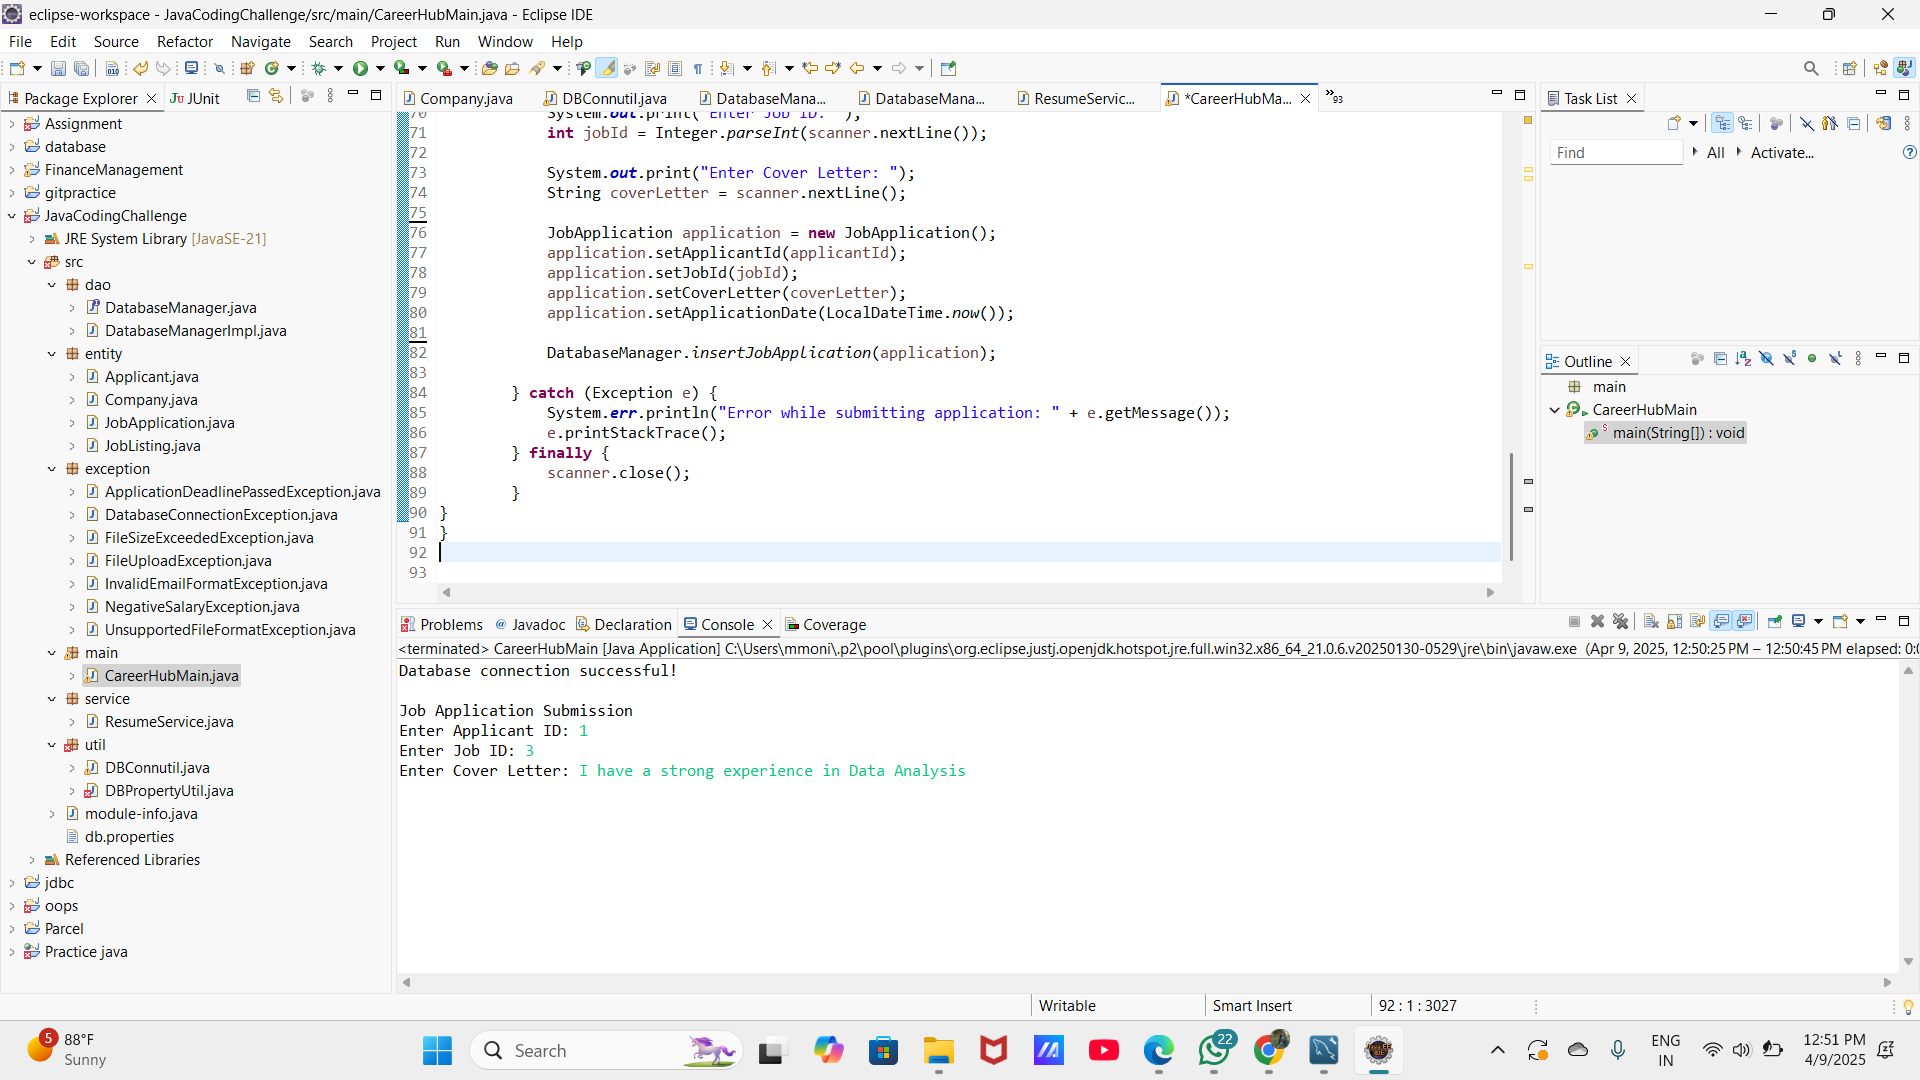 eclipse-workspace - JavaCodingChallenge/src/main/CareerHubMain.java - Eclipse IDE
File Edit Source Refactor Navigate Search Project Run Window Help
Package Explorer JUnit
Assignment
database
FinanceManagement
gitpractice
JavaCodingChallenge
JRE System Library [JavaSE-21]
src
dao
DatabaseManager.java
DatabaseManagerImpl.java
entity
Applicant.java
Company.java
JobApplication.java
JobListing.java
exception
ApplicationDeadlinePassedException.java
DatabaseConnectionException.java
FileSizeExceededException.java
FileUploadException.java
InvalidEmailFormatException.java
NegativeSalaryException.java
UnsupportedFileFormatException.java
main
CareerHubMain.java
service
ResumeService.java
util
DBConnutil.java
DBPropertyUtil.java
module-info.java
db.properties
Referenced Libraries
jdbc
oops
Parcel
Practice java
Company.java DBConnutil.java DatabaseMana... DatabaseMana... ResumeServic... *CareerHubMa... »93
70 System.out.print("Enter Job ID: ");
71 int jobId = Integer.parseInt(scanner.nextLine());
72
73 System.out.print("Enter Cover Letter: ");
74 String coverLetter = scanner.nextLine();
75
76 JobApplication application = new JobApplication();
77 application.setApplicantId(applicantId);
78 application.setJobId(jobId);
79 application.setCoverLetter(coverLetter);
80 application.setApplicationDate(LocalDateTime.now());
81
82 DatabaseManager.insertJobApplication(application);
83
84 } catch (Exception e) {
85 System.err.println("Error while submitting application: " + e.getMessage());
86 e.printStackTrace();
87 } finally {
88 scanner.close();
89 }
90 }
91 }
92
93
Problems Javadoc Declaration Console Coverage
<terminated> CareerHubMain [Java Application] C:\Users\mmoni\.p2\pool\plugins\org.eclipse.justj.openjdk.hotspot.jre.full.win32.x86_64_21.0.6.v20250130-0529\jre\bin\javaw.exe (Apr 9, 2025, 12:50:25 PM – 12:50:45 PM elapsed: 0:0
Database connection successful!
Job Application Submission
Enter Applicant ID: 1
Enter Job ID: 3
Enter Cover Letter: I have a strong experience in Data Analysis
Task List
Find All Activate...
Outline
main
CareerHubMain
main(String[]) : void
Writable Smart Insert 92 : 1 : 3027
5 88°F
Sunny
Search
22
ENG
IN
12:51 PM
4/9/2025